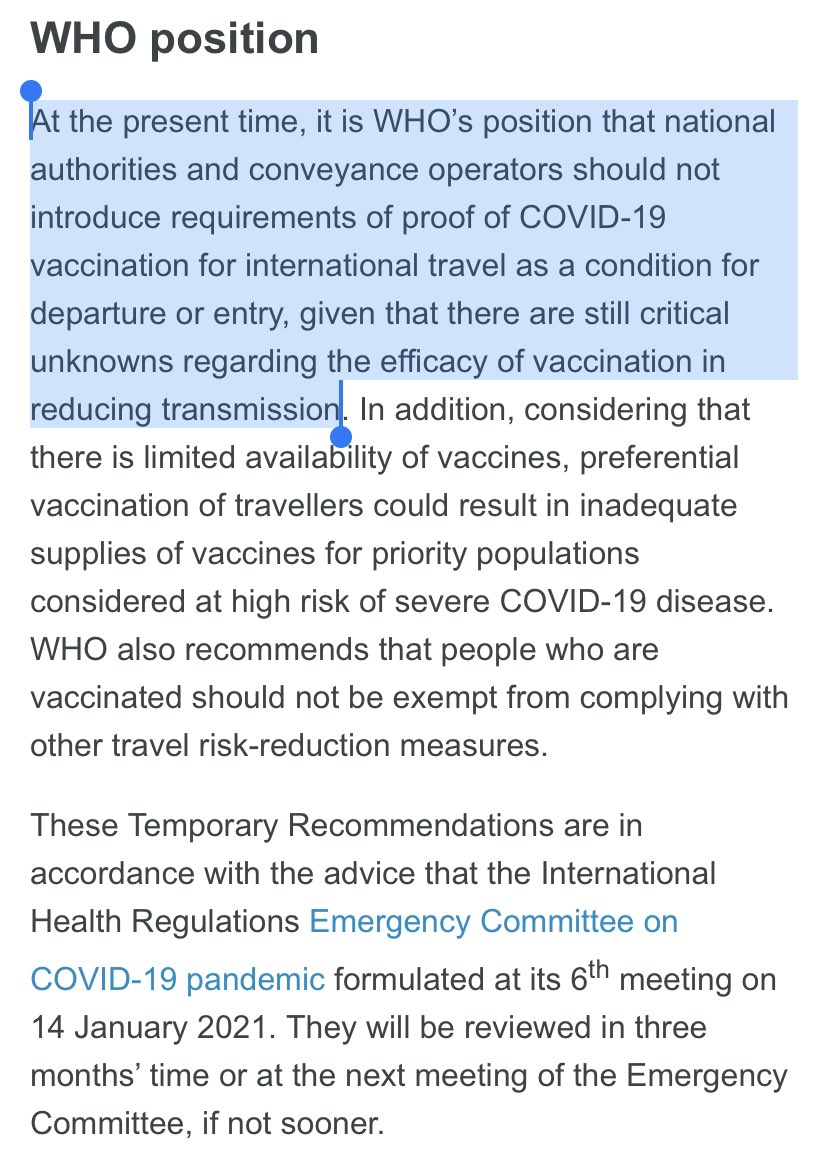 WHO position
At the present time, it is WHO’s position that national
authorities and conveyance operators should not
introduce requirements of proof of COVID-19
vaccination for international travel as a condition for
departure or entry, given that there are still critical
unknowns regarding the efficacy of vaccination in
reducing transmission. In addition, considering that
there is limited availability of vaccines, preferential
vaccination of travellers could result in inadequate
supplies of vaccines for priority populations
considered at high risk of severe COVID-19 disease.
WHO also recommends that people who are
vaccinated should not be exempt from complying with
other travel risk-reduction measures.
These Temporary Recommendations are in
accordance with the advice that the International
Health Regulations Emergency Committee on
COVID-19 pandemic formulated at its 6th meeting on
14 January 2021. They will be reviewed in three
months’ time or at the next meeting of the Emergency
Committee, if not sooner.